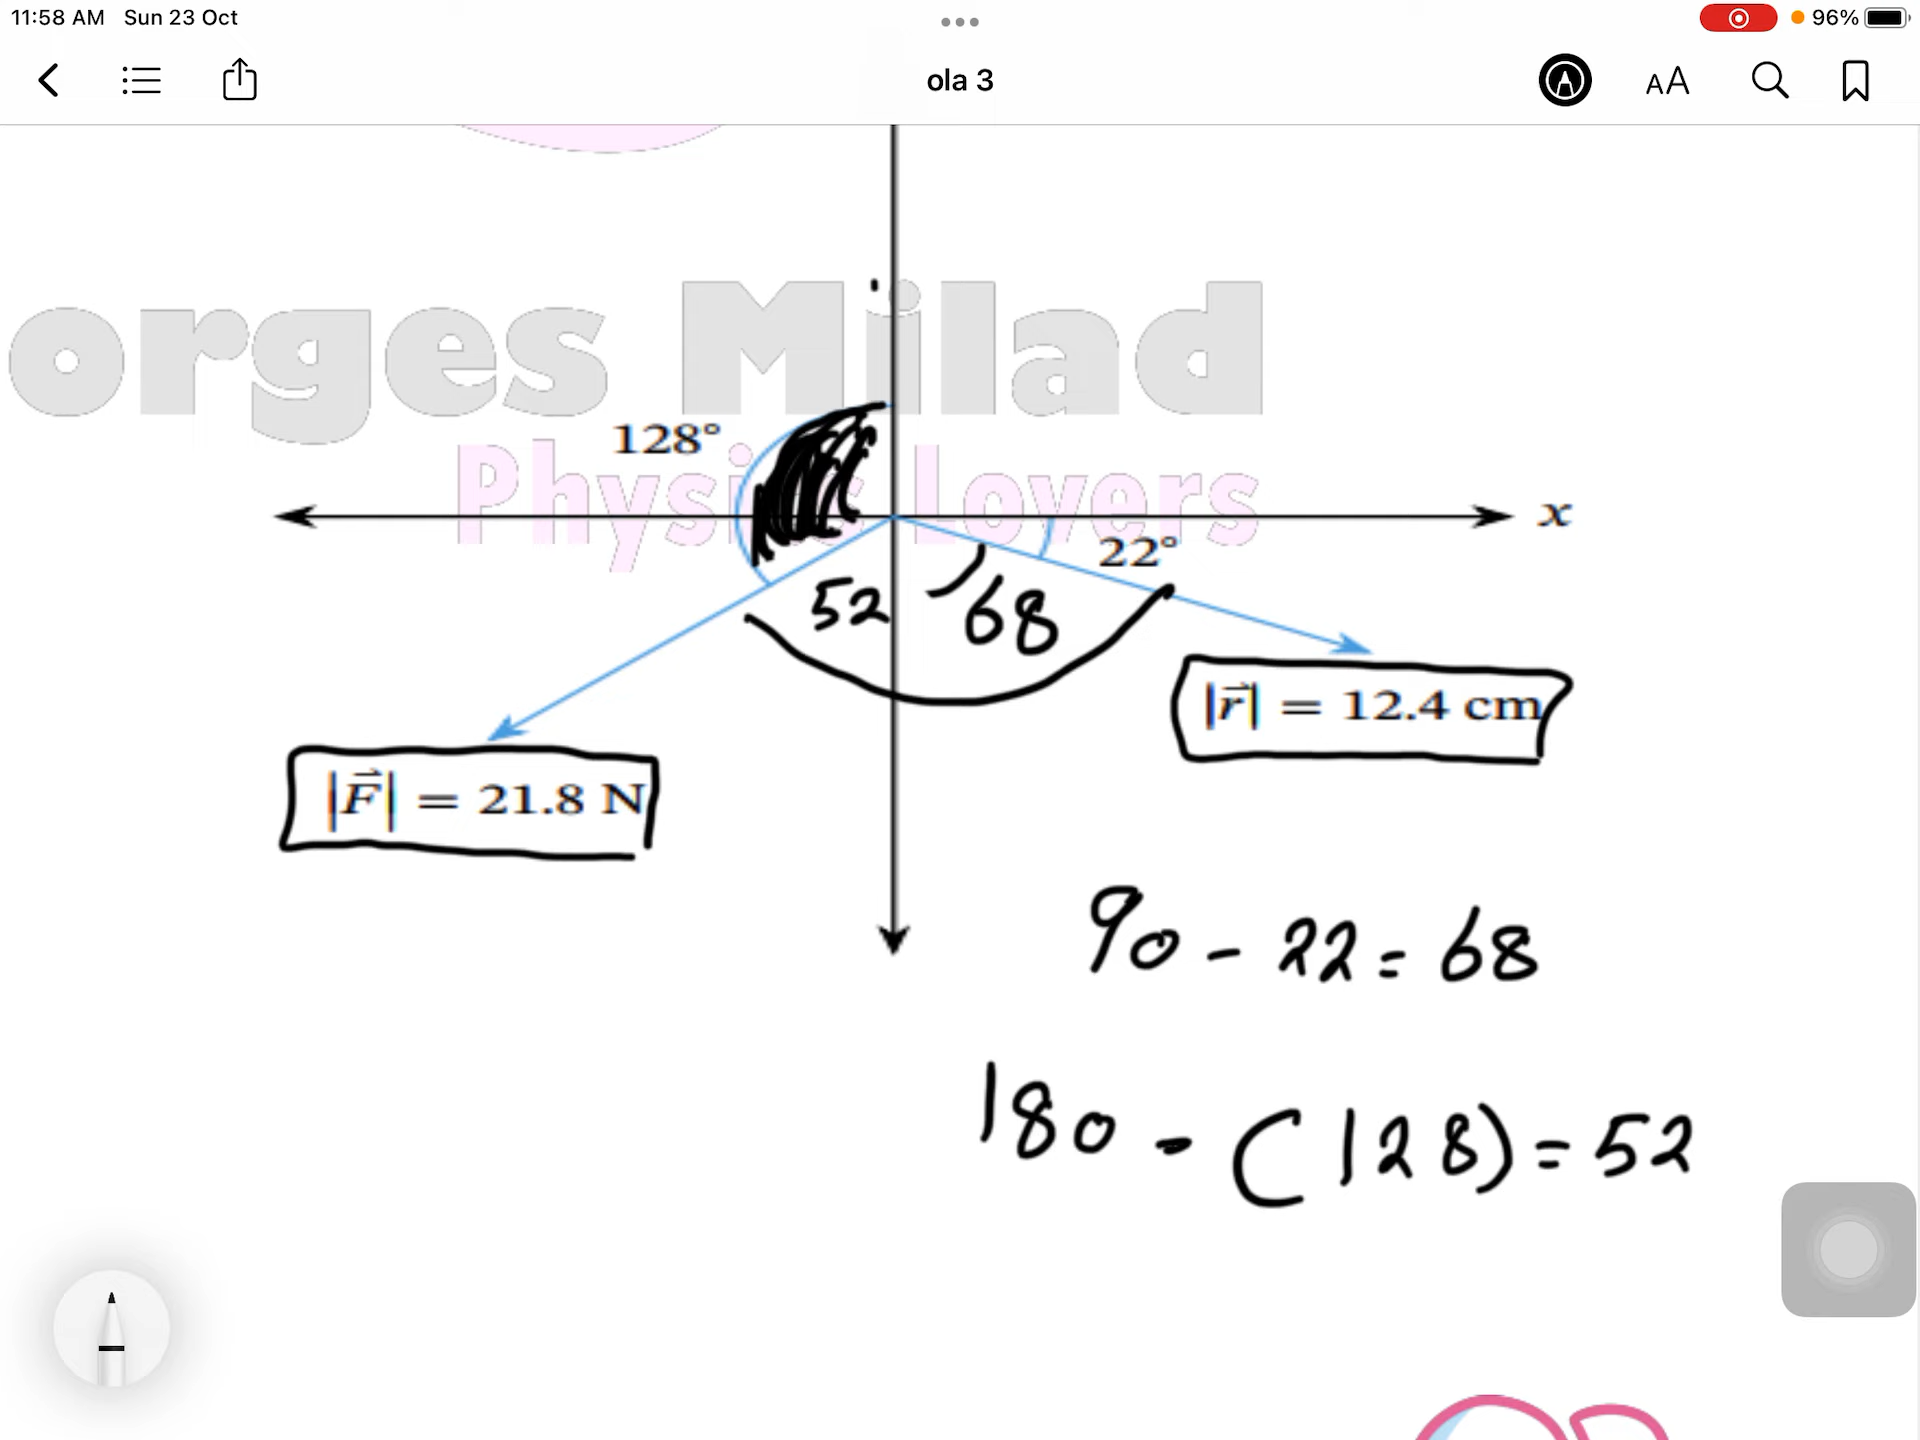 11:58 AM Sun 23 Oct
96%
ola 3
AA
orges Milad
128°
Physics Lovers
x
22°
52
68
|r⃗| = 12.4 cm
|F⃗| = 21.8 N
90 - 22 = 68
180 - (128) = 52